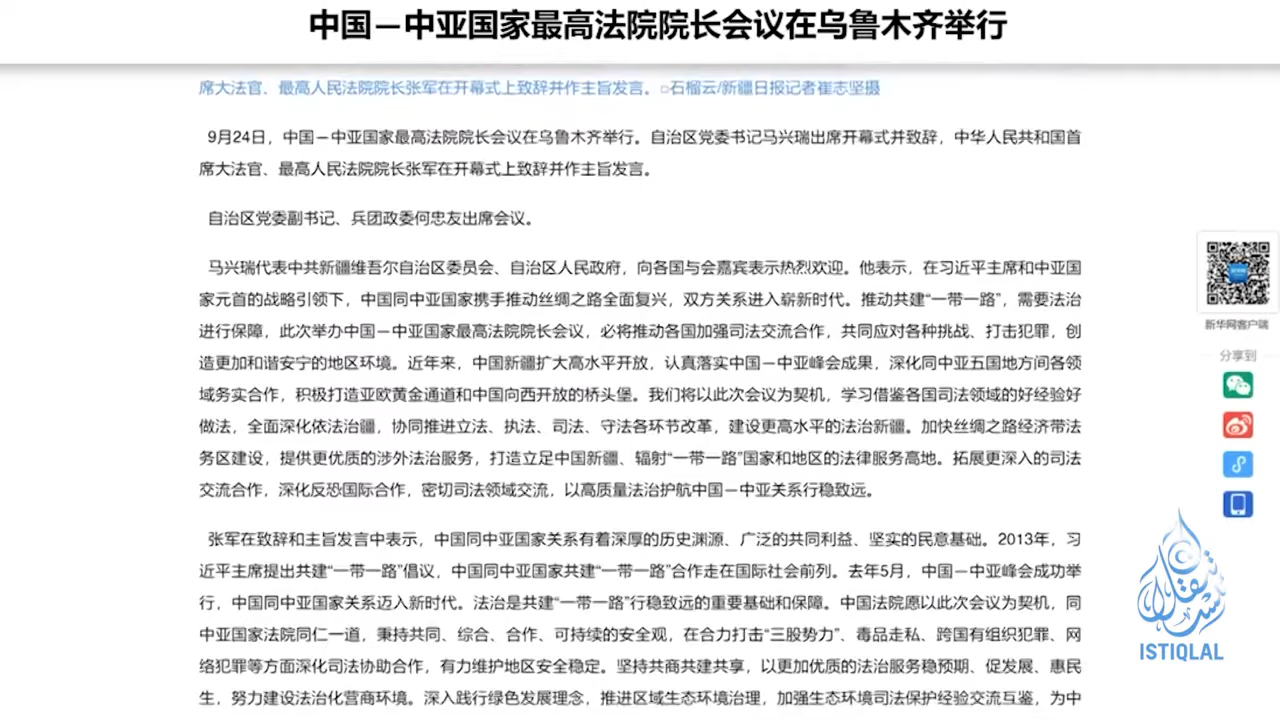 中国—中亚国家最高法院院长会议在乌鲁木齐举行
席大法官、最高人民法院院长张军在开幕式上致辞并作主旨发言。□石榴云/新疆日报记者崔志坚摄
9月24日，中国－中亚国家最高法院院长会议在乌鲁木齐举行。自治区党委书记马兴瑞出席开幕式并致辞，中华人民共和国首
席大法官、最高人民法院院长张军在开幕式上致辞并作主旨发言。
自治区党委副书记、兵团政委何忠友出席会议。
马兴瑞代表中共新疆维吾尔自治区委员会、自治区人民政府，向各国与会嘉宾表示热烈欢迎。他表示，在习近平主席和中亚国
家元首的战略引领下，中国同中亚国家携手推动丝绸之路全面复兴，双方关系进入崭新时代。推动共建“一带一路”，需要法治
进行保障，此次举办中国－中亚国家最高法院院长会议，必将推动各国加强司法交流合作，共同应对各种挑战、打击犯罪，创
造更加和谐安宁的地区环境。近年来，中国新疆扩大高水平开放，认真落实中国－中亚峰会成果，深化同中亚五国地方间各领
域务实合作，积极打造亚欧黄金通道和中国向西开放的桥头堡。我们将以此次会议为契机，学习借鉴各国司法领域的好经验好
做法，全面深化依法治疆，协同推进立法、执法、司法、守法各环节改革，建设更高水平的法治新疆。加快丝绸之路经济带法
务区建设，提供更优质的涉外法治服务，打造立足中国新疆、辐射“一带一路”国家和地区的法律服务高地。拓展更深入的司法
交流合作，深化反恐国际合作，密切司法领域交流，以高质量法治护航中国－中亚关系行稳致远。
张军在致辞和主旨发言中表示，中国同中亚国家关系有着深厚的历史渊源、广泛的共同利益、坚实的民意基础。2013年，习
近平主席提出共建“一带一路”倡议，中国同中亚国家共建“一带一路”合作走在国际社会前列。去年5月，中国－中亚峰会成功举
行，中国同中亚国家关系迈入新时代。法治是共建“一带一路”行稳致远的重要基础和保障。中国法院愿以此次会议为契机，同
中亚国家法院同仁一道，秉持共同、综合、合作、可持续的安全观，在合力打击“三股势力”、毒品走私、跨国有组织犯罪、网
络犯罪等方面深化司法协助合作，有力维护地区安全稳定。坚持共商共建共享，以更加优质的法治服务稳预期、促发展、惠民
生，努力建设法治化营商环境。深入践行绿色发展理念，推进区域生态环境治理，加强生态环境司法保护经验交流互鉴，为中
新华网客户端
分享到
استقلال
ISTIQLAL